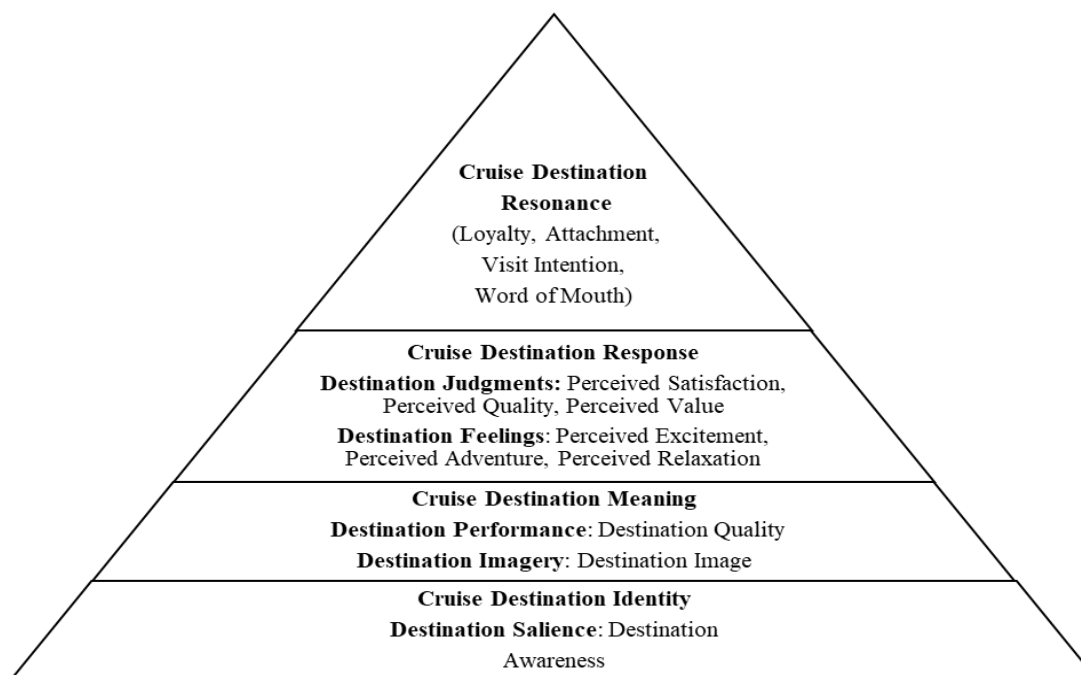 Cruise Destination
Resonance
(Loyalty, Attachment,
Visit Intention,
Word of Mouth)
Cruise Destination Response
Destination Judgments: Perceived Satisfaction,
Perceived Quality, Perceived Value
Destination Feelings: Perceived Excitement,
Perceived Adventure, Perceived Relaxation
Cruise Destination Meaning
Destination Performance: Destination Quality
Destination Imagery: Destination Image
Cruise Destination Identity
Destination Salience: Destination
Awareness